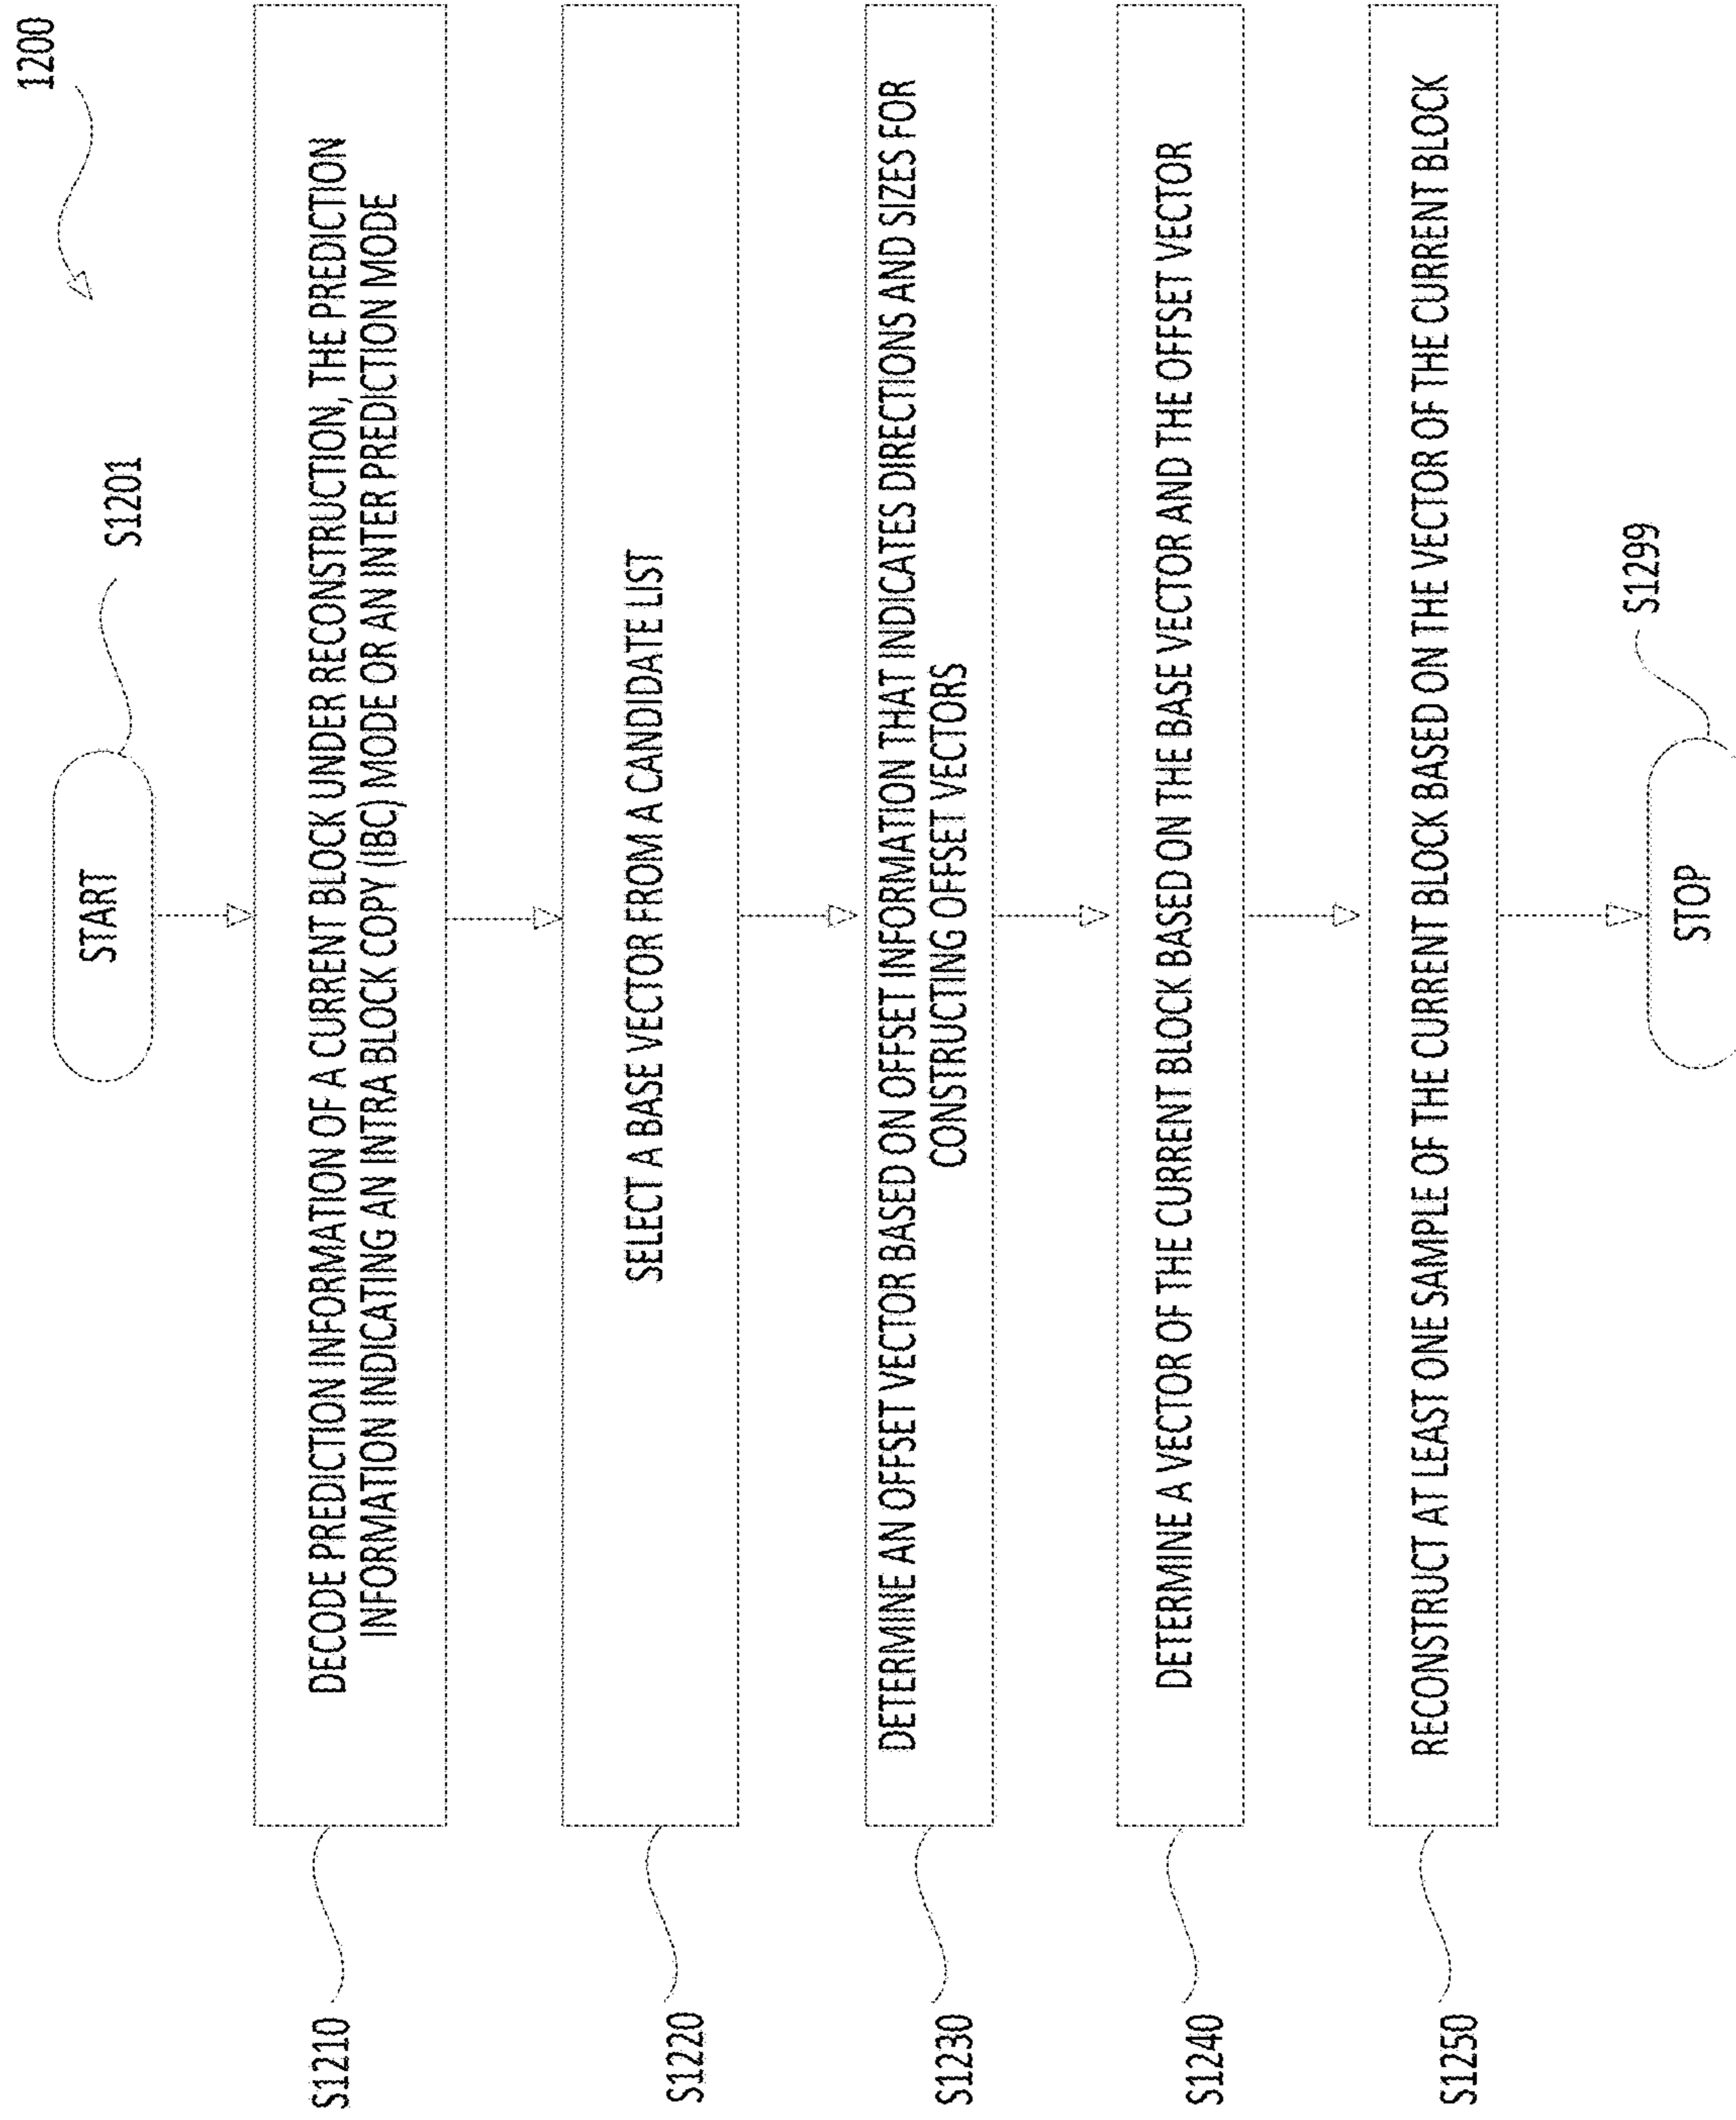 1200
START
S1201
S1210
DECODE PREDICTION INFORMATION OF A CURRENT BLOCK UNDER RECONSTRUCTION, THE PREDICTION
INFORMATION INDICATING AN INTRA BLOCK COPY (IBC) MODE OR AN INTER PREDICTION MODE
S1220
SELECT A BASE VECTOR FROM A CANDIDATE LIST
S1230
DETERMINE AN OFFSET VECTOR BASED ON OFFSET INFORMATION THAT INDICATES DIRECTIONS AND SIZES FOR
CONSTRUCTING OFFSET VECTORS
S1240
DETERMINE A VECTOR OF THE CURRENT BLOCK BASED ON THE BASE VECTOR AND THE OFFSET VECTOR
S1250
RECONSTRUCT AT LEAST ONE SAMPLE OF THE CURRENT BLOCK BASED ON THE VECTOR OF THE CURRENT BLOCK
STOP
S1299